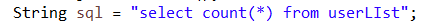 String sql = "select count(*) from userLIst";